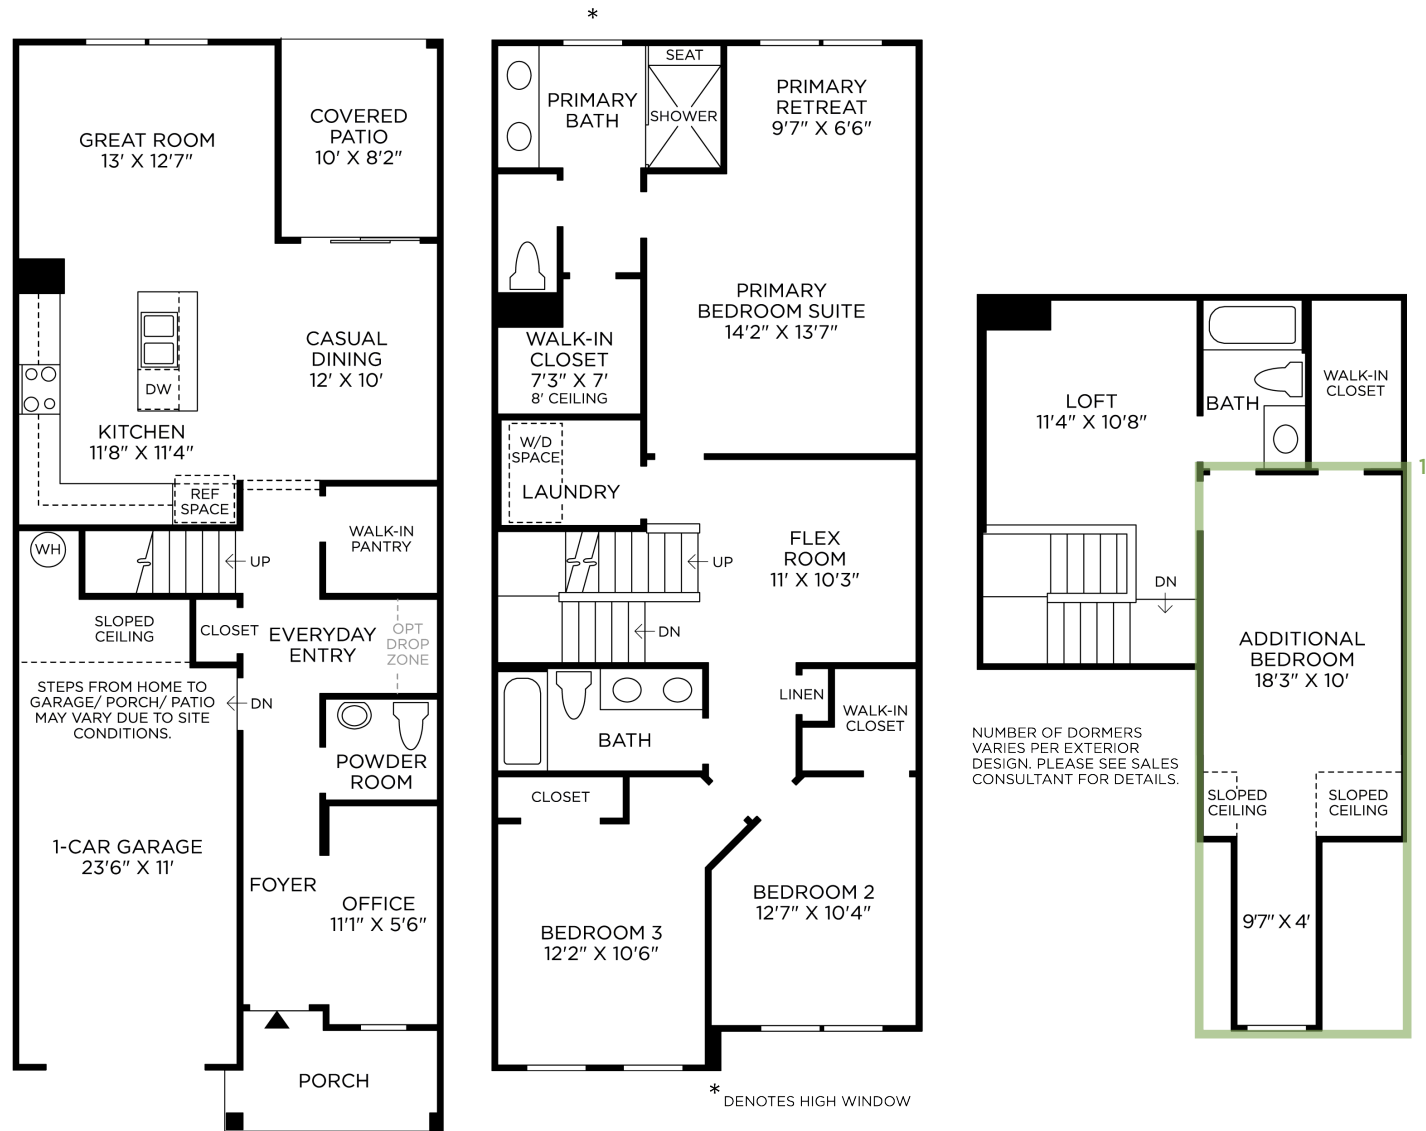 GREAT ROOM
13' X 12'7"
COVERED
PATIO
10' X 8'2"
CASUAL
DINING
12' X 10'
DW
KITCHEN
11'8" X 11'4"
REF
SPACE
WALK-IN
PANTRY
WH
UP
SLOPED
CEILING
CLOSET
EVERYDAY
ENTRY
OPT
DROP
ZONE
STEPS FROM HOME TO
GARAGE/ PORCH/ PATIO
MAY VARY DUE TO SITE
CONDITIONS.
DN
POWDER
ROOM
1-CAR GARAGE
23'6" X 11'
FOYER
OFFICE
11'1" X 5'6"
PORCH
*
PRIMARY
BATH
SEAT
SHOWER
PRIMARY
RETREAT
9'7" X 6'6"
PRIMARY
BEDROOM SUITE
14'2" X 13'7"
WALK-IN
CLOSET
7'3" X 7'
8' CEILING
W/D
SPACE
LAUNDRY
FLEX
ROOM
11' X 10'3"
UP
DN
LINEN
WALK-IN
CLOSET
BATH
CLOSET
BEDROOM 2
12'7" X 10'4"
BEDROOM 3
12'2" X 10'6"
* DENOTES HIGH WINDOW
LOFT
11'4" X 10'8"
BATH
WALK-IN
CLOSET
1
DN
ADDITIONAL
BEDROOM
18'3" X 10'
NUMBER OF DORMERS
VARIES PER EXTERIOR
DESIGN. PLEASE SEE SALES
CONSULTANT FOR DETAILS.
SLOPED
CEILING
SLOPED
CEILING
9'7" X 4'